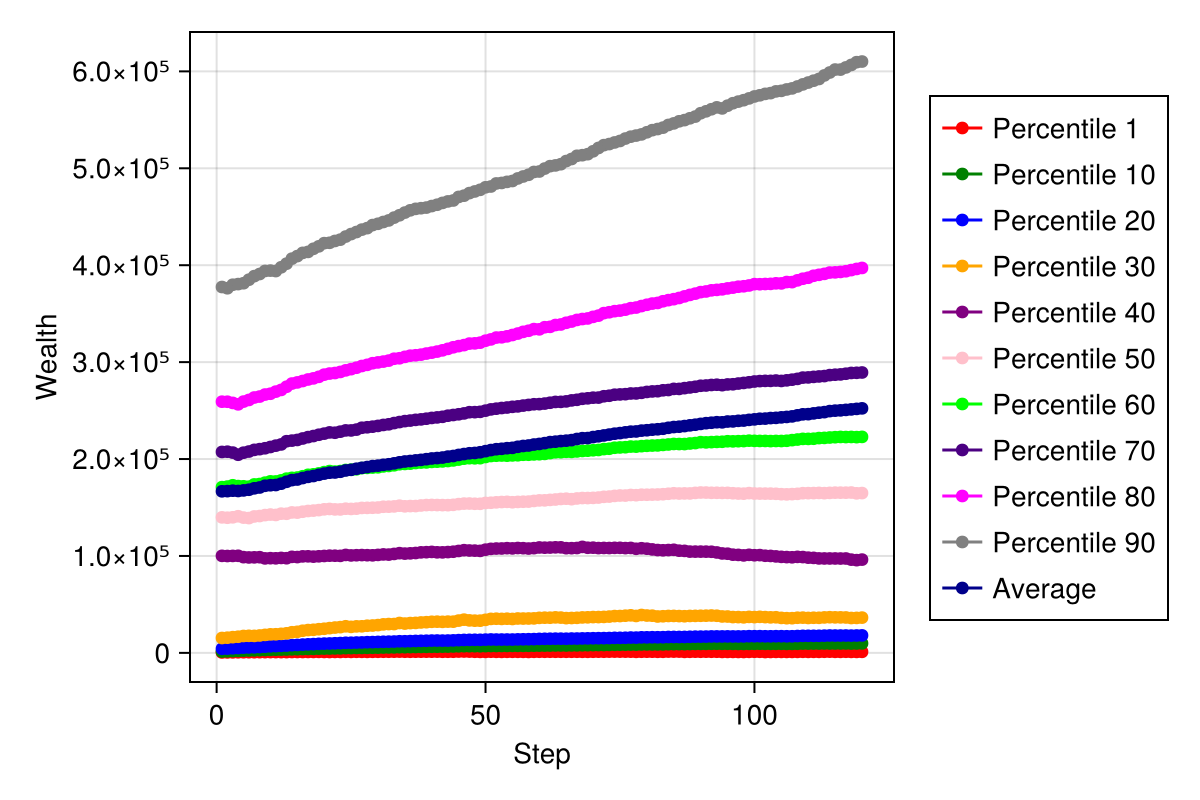 6.0×10⁵
5.0×10⁵
4.0×10⁵
3.0×10⁵
2.0×10⁵
1.0×10⁵
0
Wealth
0 50 100
Step
Percentile 1
Percentile 10
Percentile 20
Percentile 30
Percentile 40
Percentile 50
Percentile 60
Percentile 70
Percentile 80
Percentile 90
Average